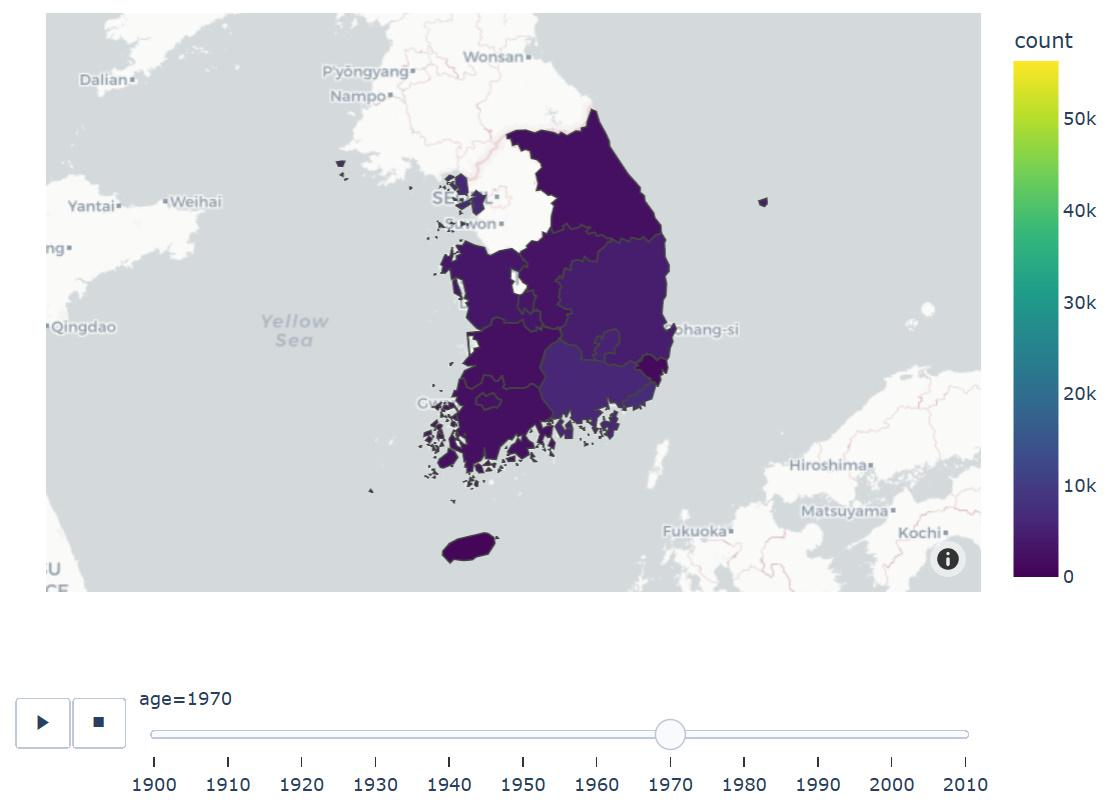 count
Wonsan
P'yŏngyang
Dalian
Nampo
50k
40k
30k
20k
10k
0
Yantai
Weihai
Suwon
Qingdao
Yellow
Sea
ohang-si
Hiroshima
Matsuyama
Fukuoka
Kochi
age=1970
1900 1910 1920 1930 1940 1950 1960 1970 1980 1990 2000 2010